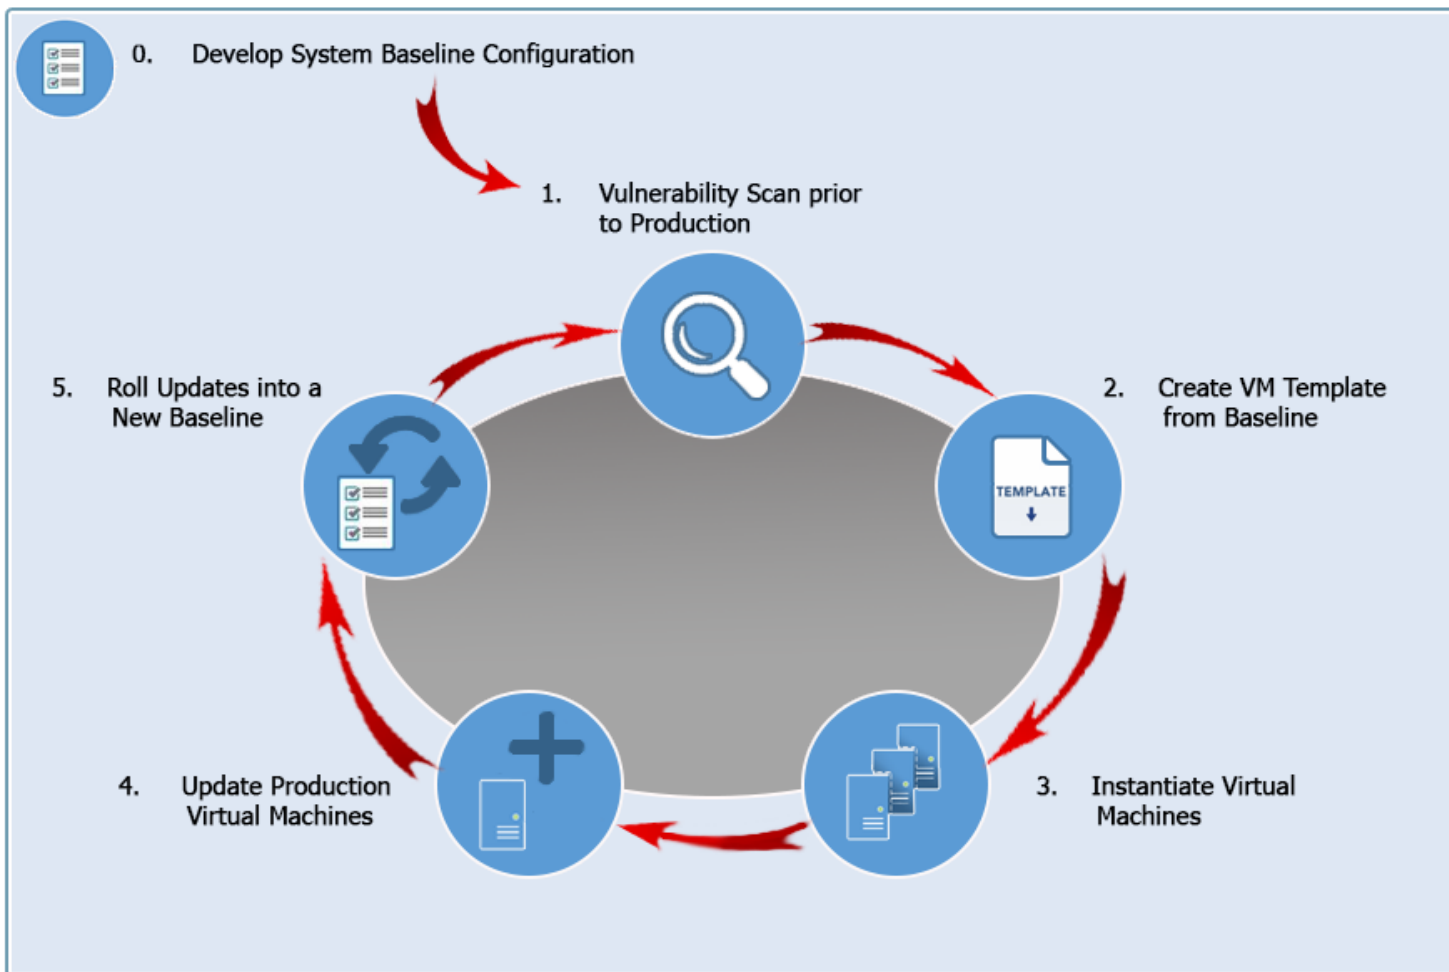 0. Develop System Baseline Configuration
1. Vulnerability Scan prior
to Production
2. Create VM Template
from Baseline
TEMPLATE
3. Instantiate Virtual
Machines
4. Update Production
Virtual Machines
5. Roll Updates into a
New Baseline